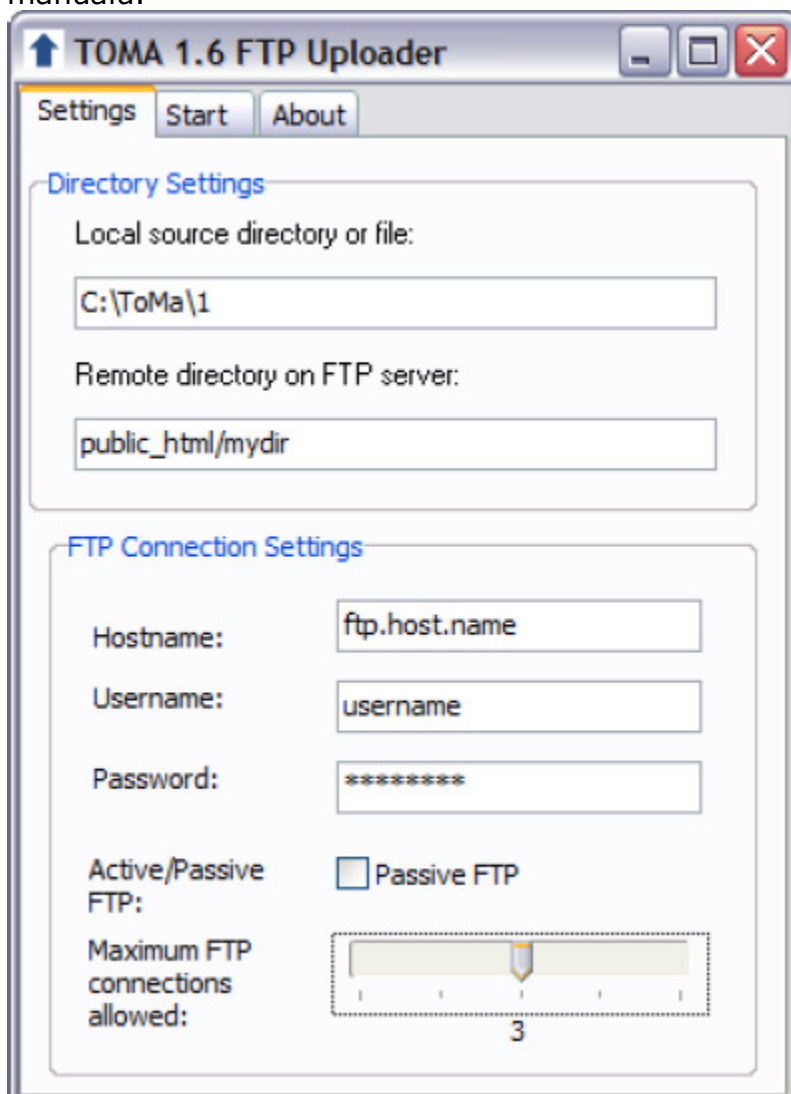 TOMA 1.6 FTP Uploader
Settings Start About
Directory Settings
Local source directory or file:
C:\ToMa\1
Remote directory on FTP server:
public_html/mydir
FTP Connection Settings
Hostname: ftp.host.name
Username: username
Password: ********
Active/Passive
FTP:
Passive FTP
Maximum FTP
connections
allowed:
3